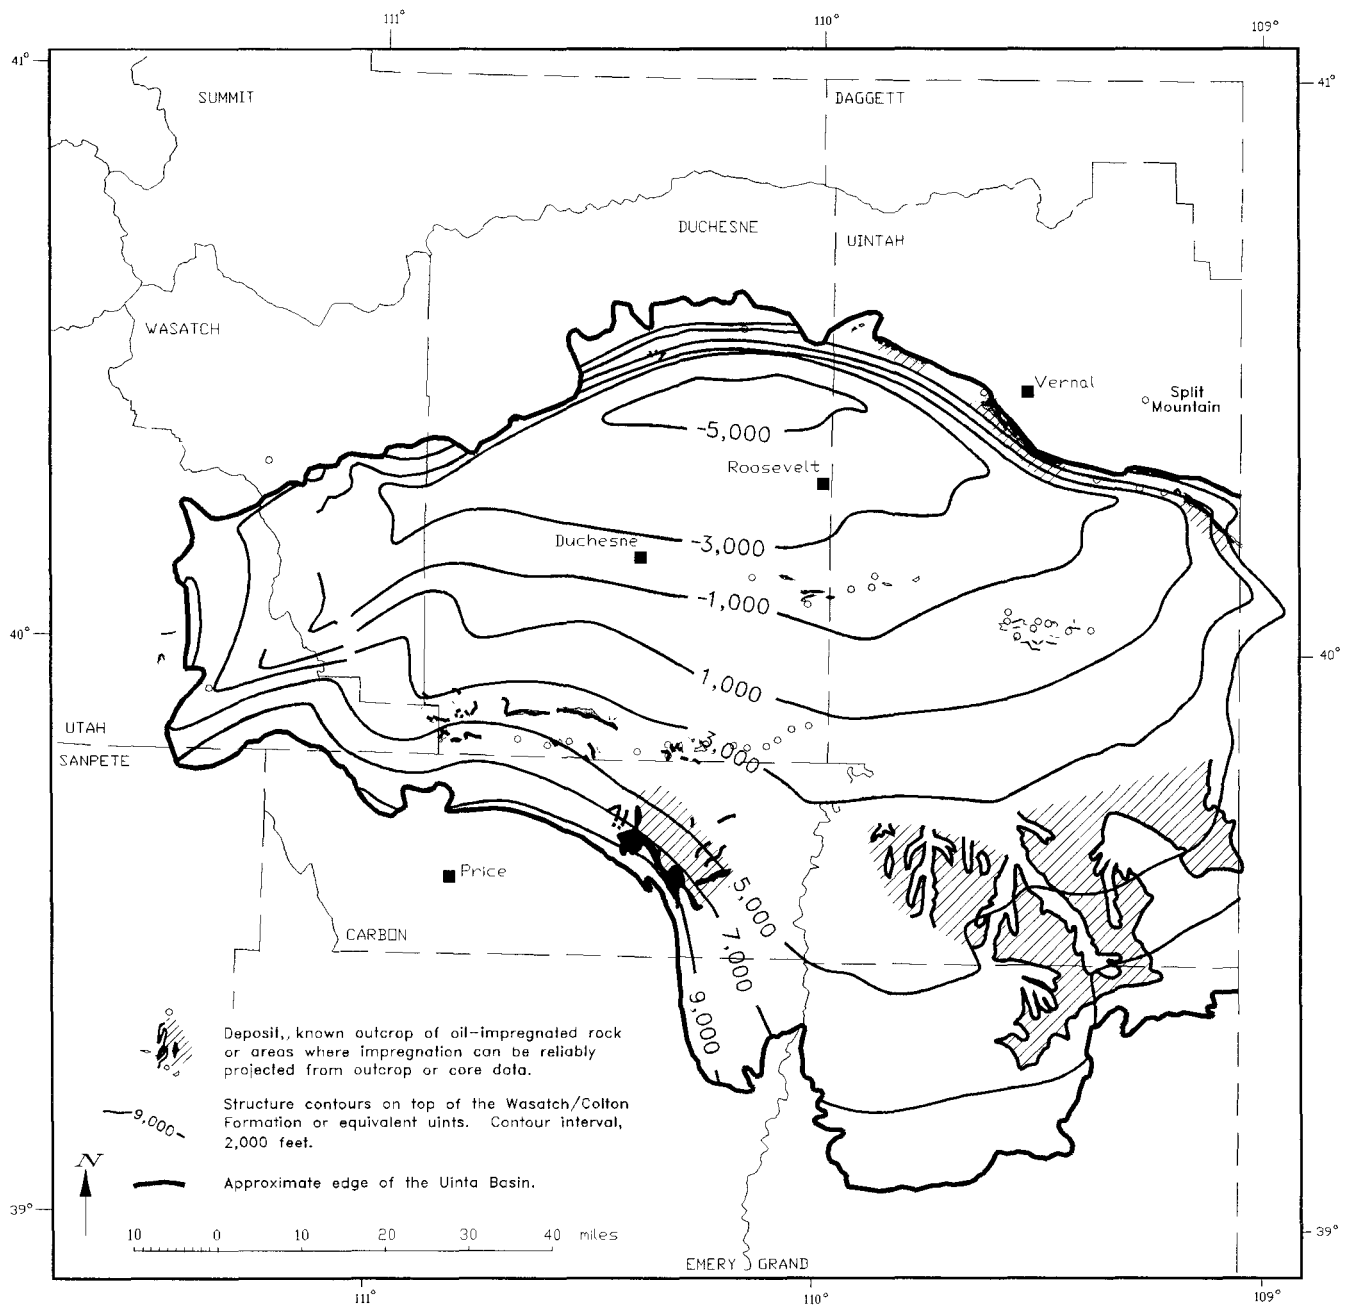 111°
110°
109°
41°
41°
SUMMIT
DAGGETT
DUCHESNE
UINTAH
WASATCH
Vernal
Split
Mountain
-5,000
Roosevelt
-3,000
Duchesne
-1,000
40°
40°
1,000
UTAH
3,000
SANPETE
Price
5,000
CARBON
7,000
9,000
Deposit,, known outcrop of oil-impregnated rock
or areas where impregnation can be reliably
projected from outcrop or core data.
9,000
Structure contours on top of the Wasatch/Colton
Formation or equivalent uints. Contour interval,
2,000 feet.
N
Approximate edge of the Uinta Basin.
39°
39°
10 0 10 20 30 40 miles
EMERY GRAND
111°
110°
109°